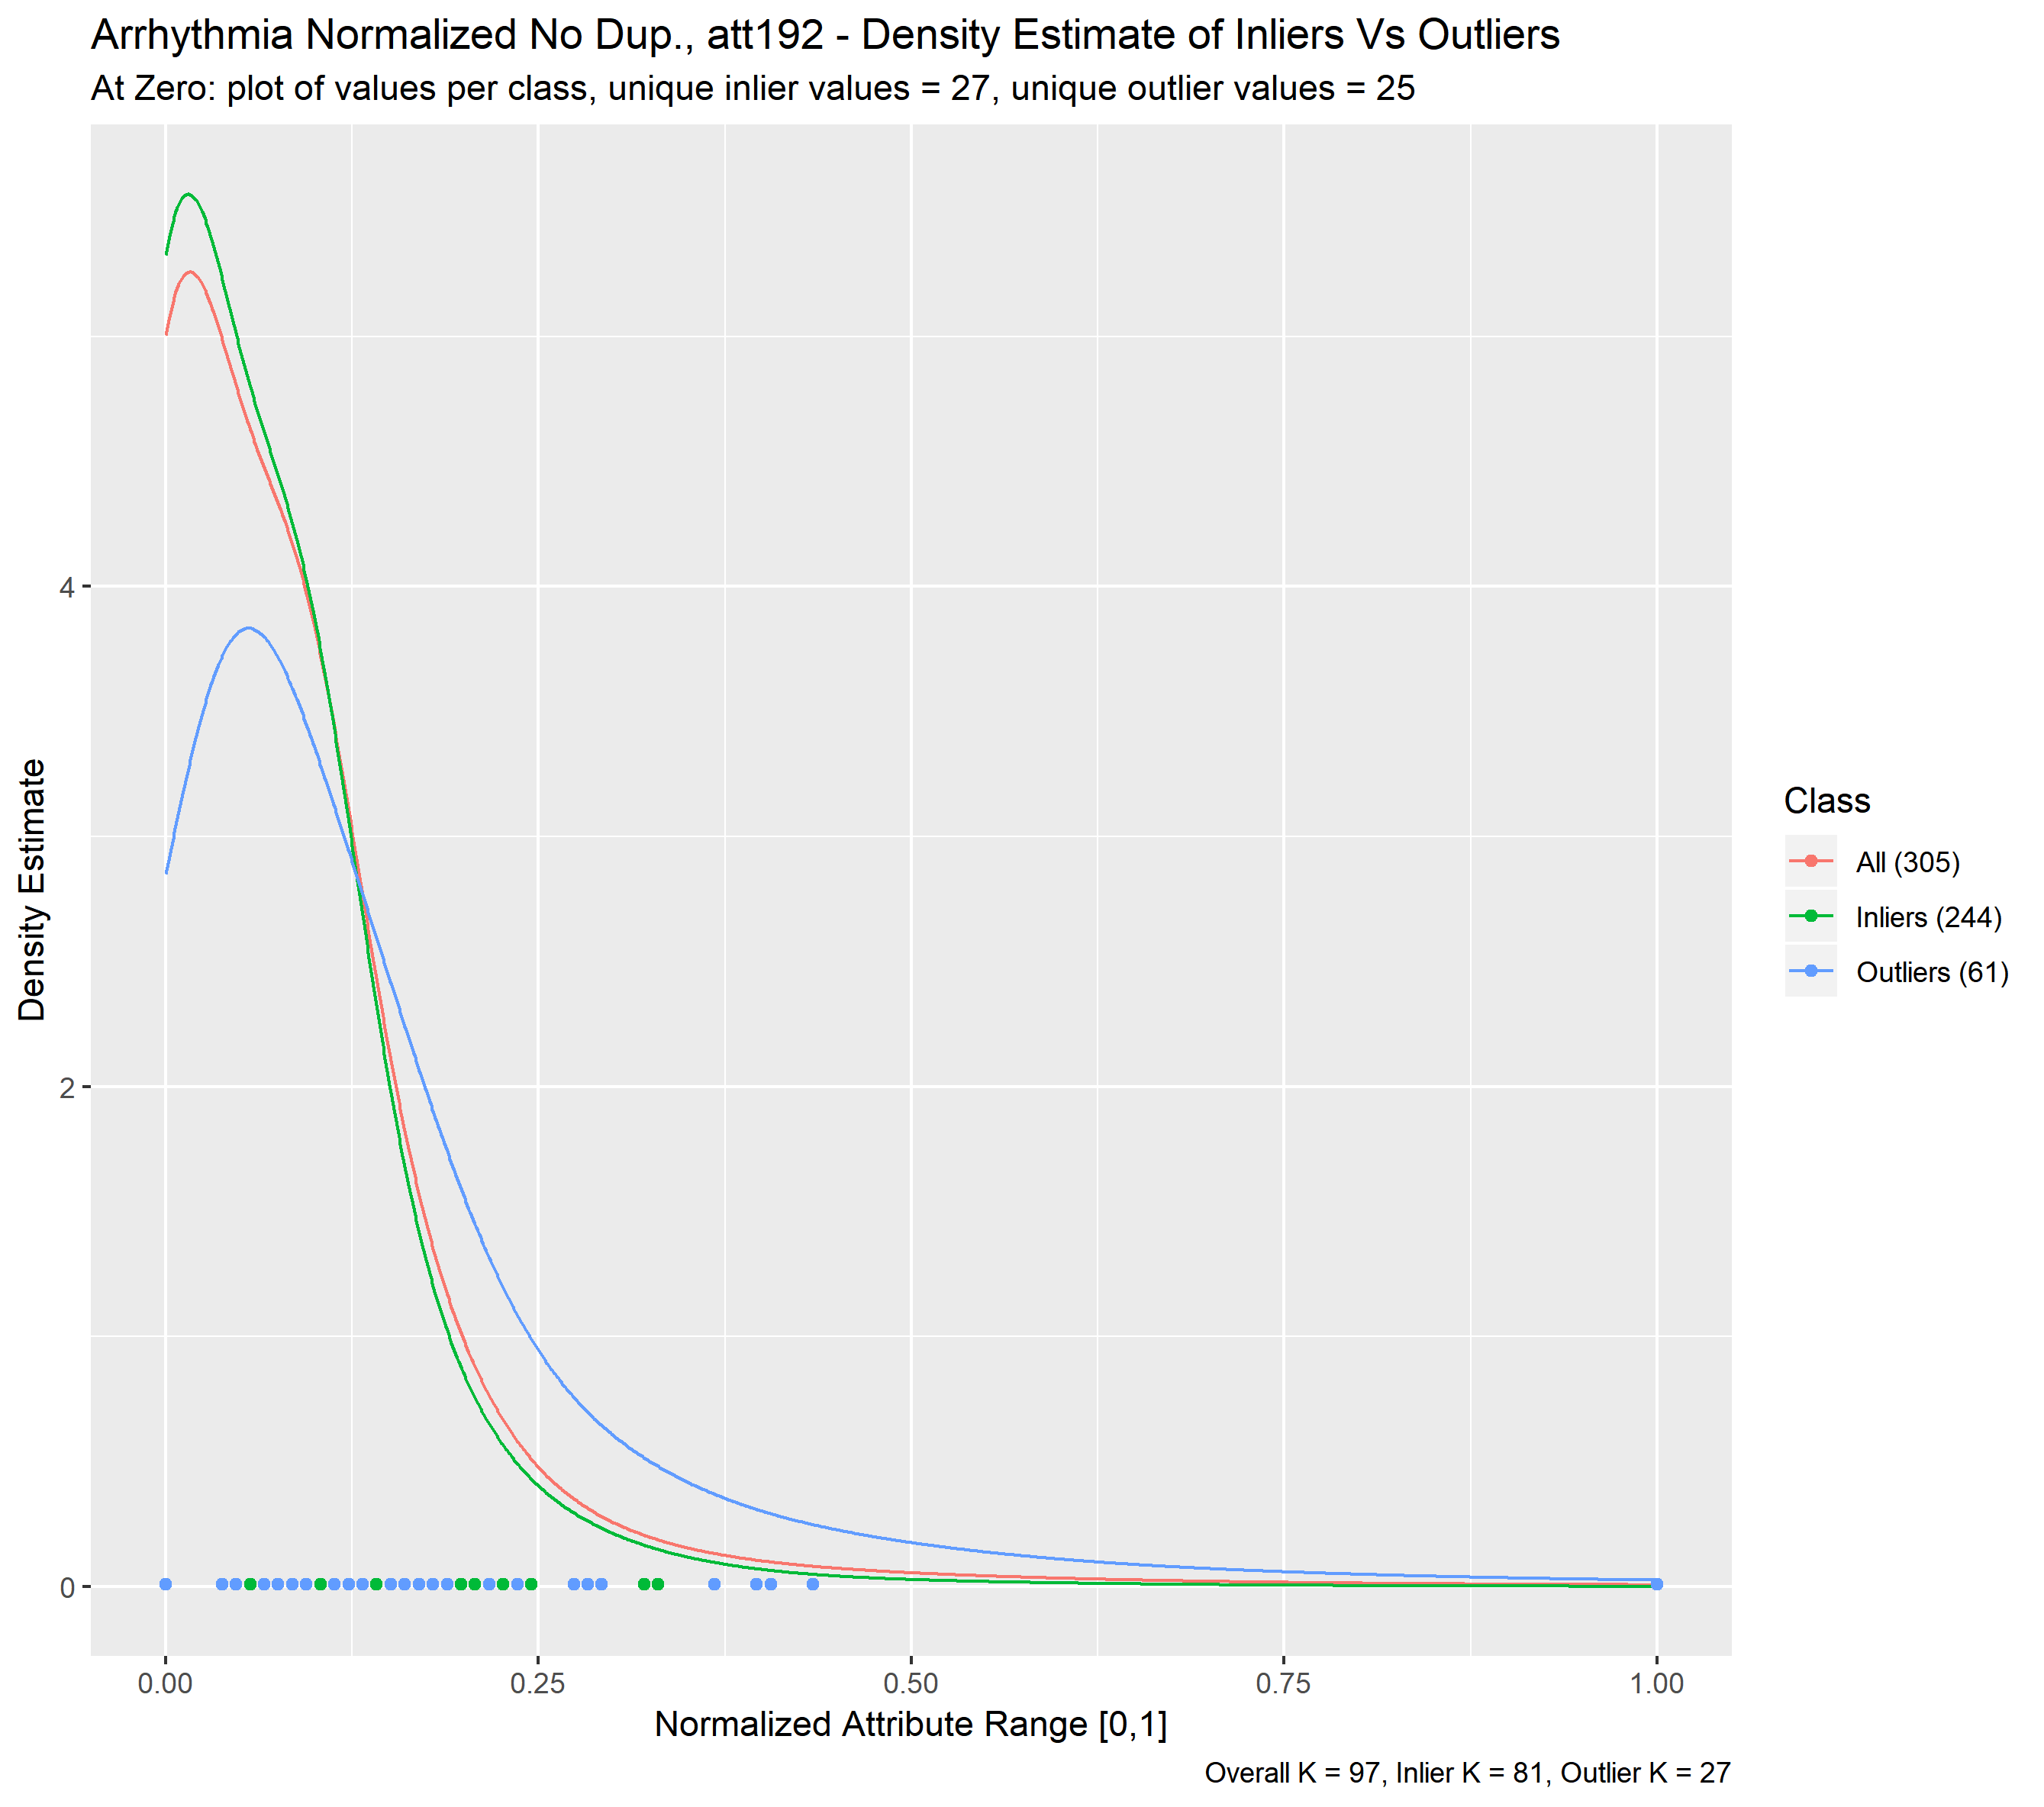 Arrhythmia Normalized No Dup., att192 - Density Estimate of Inliers Vs Outliers
At Zero: plot of values per class, unique inlier values = 27, unique outlier values = 25
Density Estimate
4
2
0
0.00
0.25
0.50
0.75
1.00
Normalized Attribute Range [0,1]
Overall K = 97, Inlier K = 81, Outlier K = 27
Class
All (305)
Inliers (244)
Outliers (61)